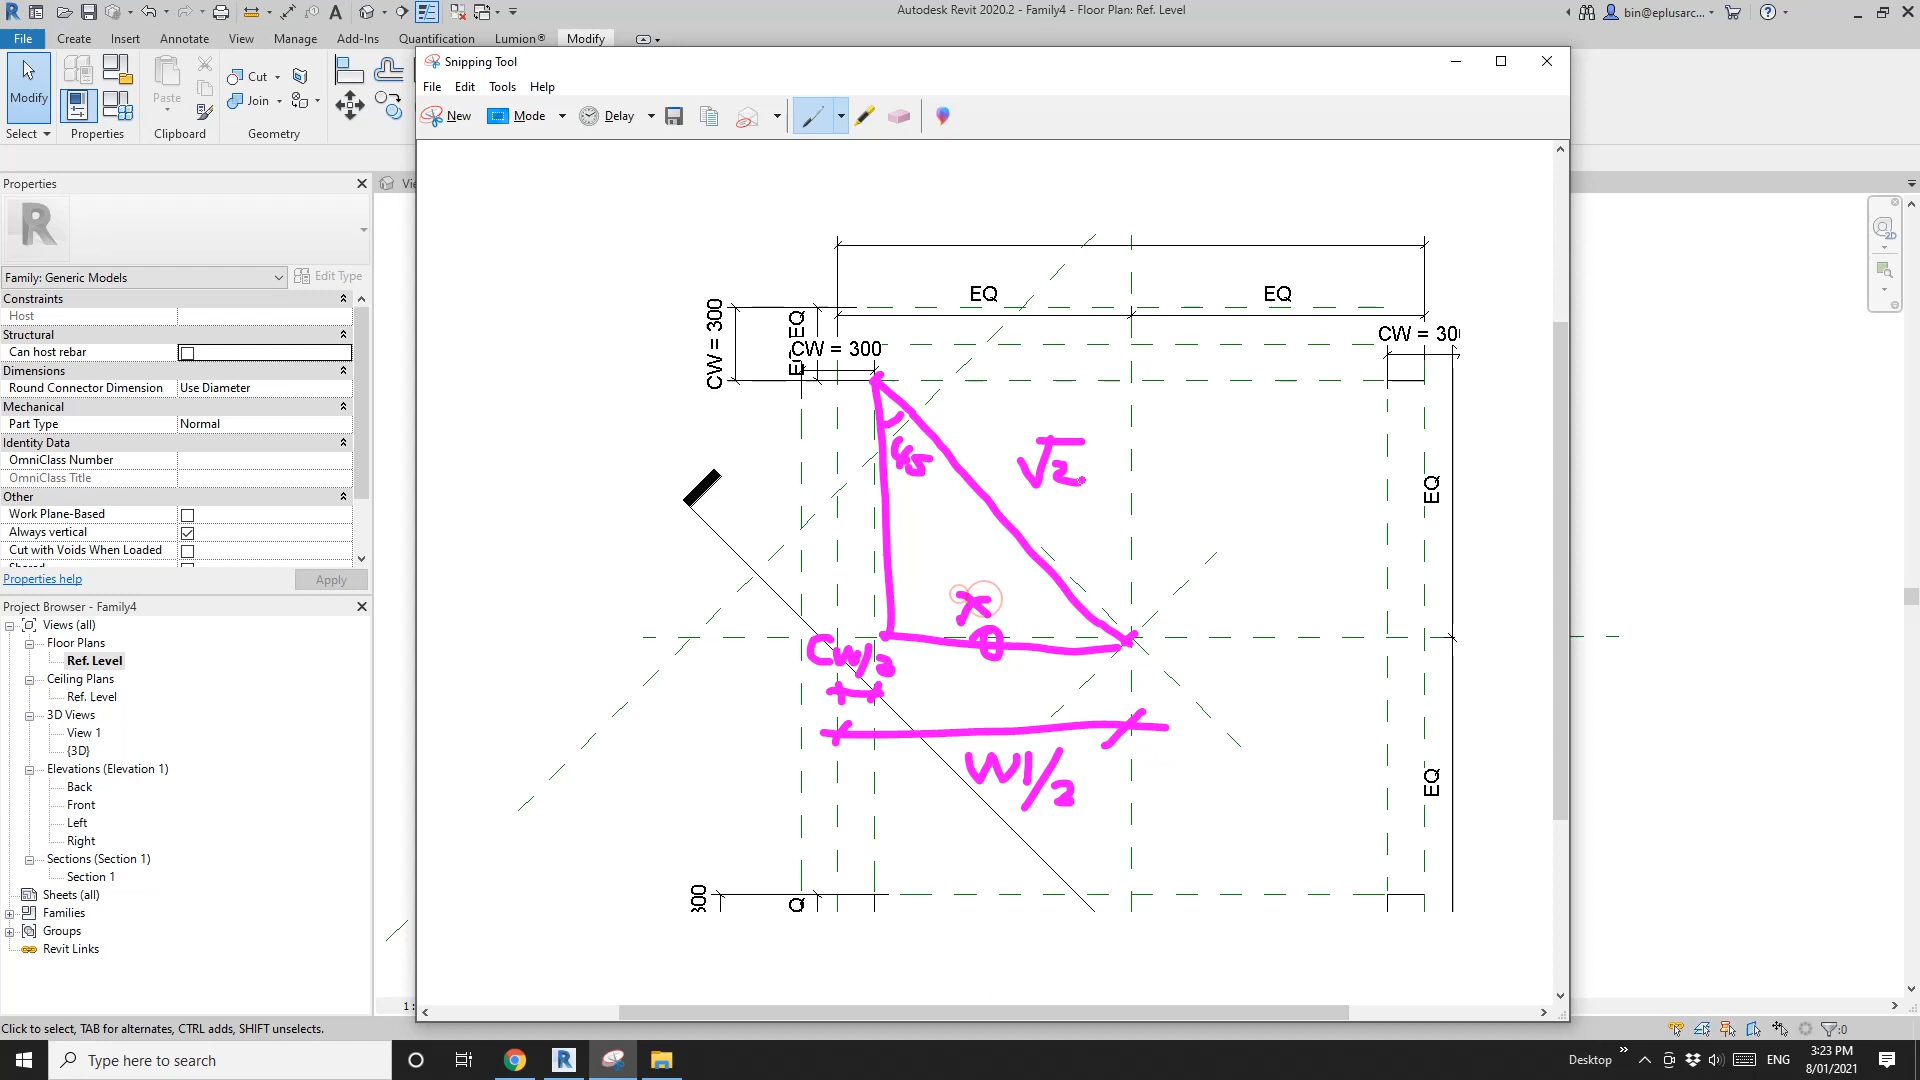 Autodesk Revit 2020.2 - Family4 - Floor Plan: Ref. Level
bin@eplusarc...
File
Create
Insert
Annotate
View
Manage
Add-Ins
Quantification
Lumion®
Modify
Modify
Select
Properties
Paste
Clipboard
Cut
Join
Geometry
Snipping Tool
File
Edit
Tools
Help
New
Mode
Delay
Properties
Family: Generic Models
Edit Type
Constraints
Host
Structural
Can host rebar
Dimensions
Round Connector Dimension
Use Diameter
Mechanical
Part Type
Normal
Identity Data
OmniClass Number
OmniClass Title
Other
Work Plane-Based
Always vertical
Cut with Voids When Loaded
Properties help
Apply
Project Browser - Family4
Views (all)
Floor Plans
Ref. Level
Ceiling Plans
Ref. Level
3D Views
View 1
{3D}
Elevations (Elevation 1)
Back
Front
Left
Right
Sections (Section 1)
Section 1
Sheets (all)
Families
Groups
Revit Links
EQ
EQ
CW = 300
EQ
CW = 300
CW = 30
45
√2
EQ
x
CW/2
W1/2
EQ
300
EQ
1 :
Click to select, TAB for alternates, CTRL adds, SHIFT unselects.
:0
Type here to search
Desktop
ENG
3:23 PM
8/01/2021